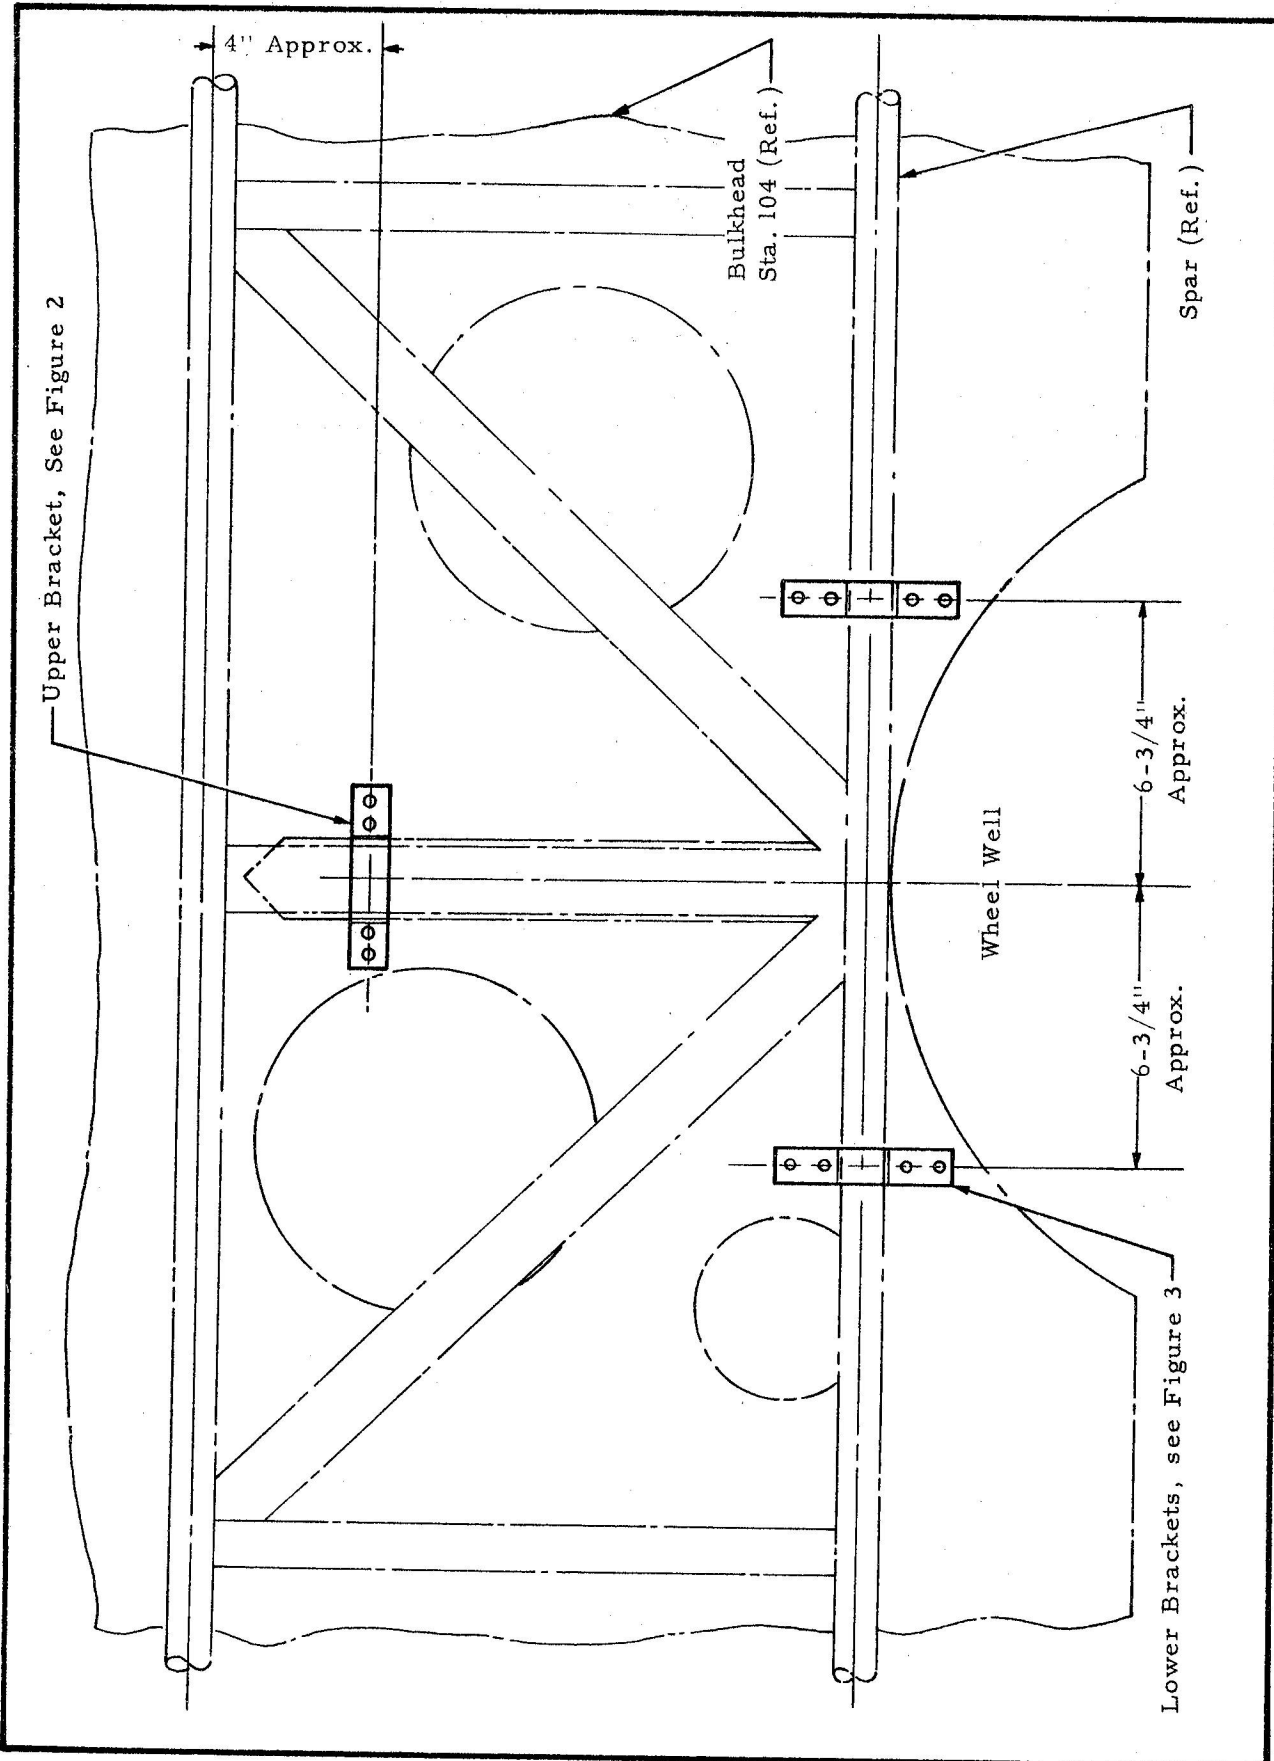 4" Approx.
Upper Bracket, See Figure 2
Bulkhead
Sta. 104 (Ref.)
Spar (Ref.)
Wheel Well
6-3/4"
Approx.
6-3/4"
Approx.
Lower Brackets, see Figure 3